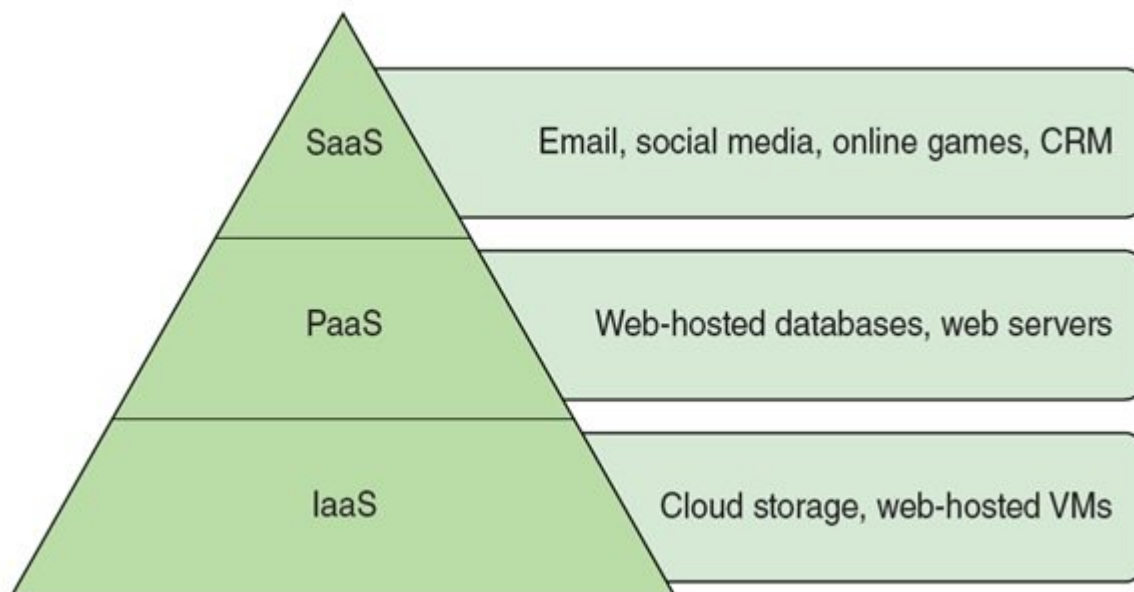 SaaS
Email, social media, online games, CRM
PaaS
Web-hosted databases, web servers
IaaS
Cloud storage, web-hosted VMs